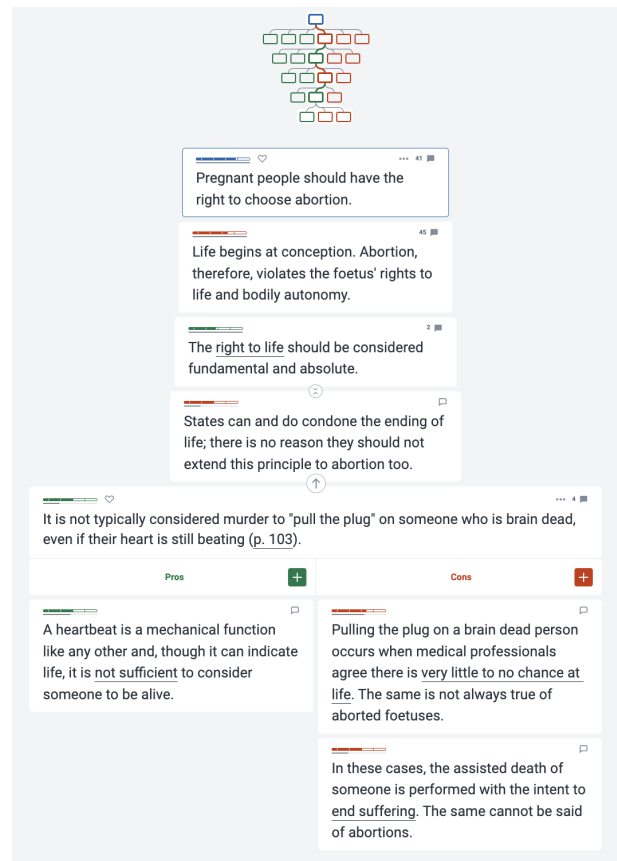 41
Pregnant people should have the
right to choose abortion.
45
Life begins at conception. Abortion,
therefore, violates the foetus' rights to
life and bodily autonomy.
2
The right to life should be considered
fundamental and absolute.
States can and do condone the ending of
life; there is no reason they should not
extend this principle to abortion too.
4
It is not typically considered murder to "pull the plug" on someone who is brain dead,
even if their heart is still beating (p. 103).
Pros
Cons
A heartbeat is a mechanical function
like any other and, though it can indicate
life, it is not sufficient to consider
someone to be alive.
Pulling the plug on a brain dead person
occurs when medical professionals
agree there is very little to no chance at
life. The same is not always true of
aborted foetuses.
In these cases, the assisted death of
someone is performed with the intent to
end suffering. The same cannot be said
of abortions.